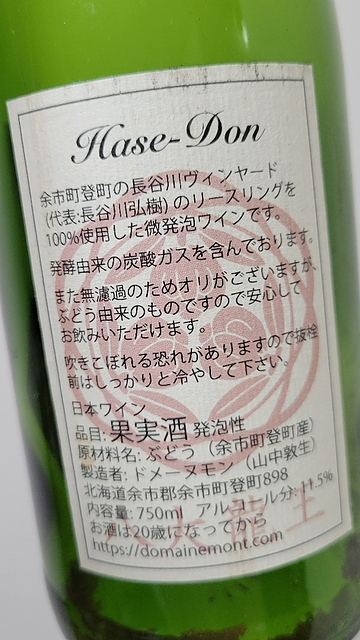 Hase-Don
余市町登町の長谷川ヴィンヤード
(代表:長谷川弘樹) のリースリングを
100%使用した微発泡ワインです。
発酵由来の炭酸ガスを含んでおります。
また無濾過のためオリがございますが、
ぶどう由来のものですので安心して
お飲みいただけます。
吹きこぼれる恐れがありますので抜栓
前はしっかりと冷やして下さい。
日本ワイン
品目: 果実酒 発泡性
原材料名: ぶどう (余市町登町産)
製造者: ドメーヌモン (山中敦生)
北海道余市郡余市町登町898
内容量: 750ml アルコール分: 11.5%
お酒は20歳になってから
https://domainemont.com